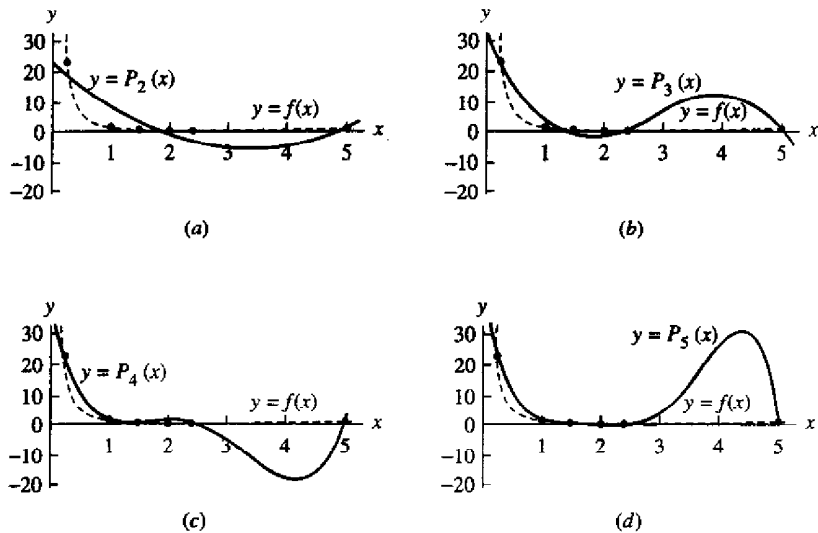 y
30
20
10
0
−10
−20
y = P₂ (x)
y = f(x)
x
1 2 3 4 5
(a)
y
30
20
10
0
−10
−20
y = P₃ (x)
y = f(x)
x
1 2 3 4 5
(b)
y
30
20
10
0
−10
−20
y = P₄ (x)
y = f(x)
x
1 2 3 4 5
(c)
y
30
20
10
0
−10
−20
y = P₅ (x)
y = f(x)
x
1 2 3 4 5
(d)